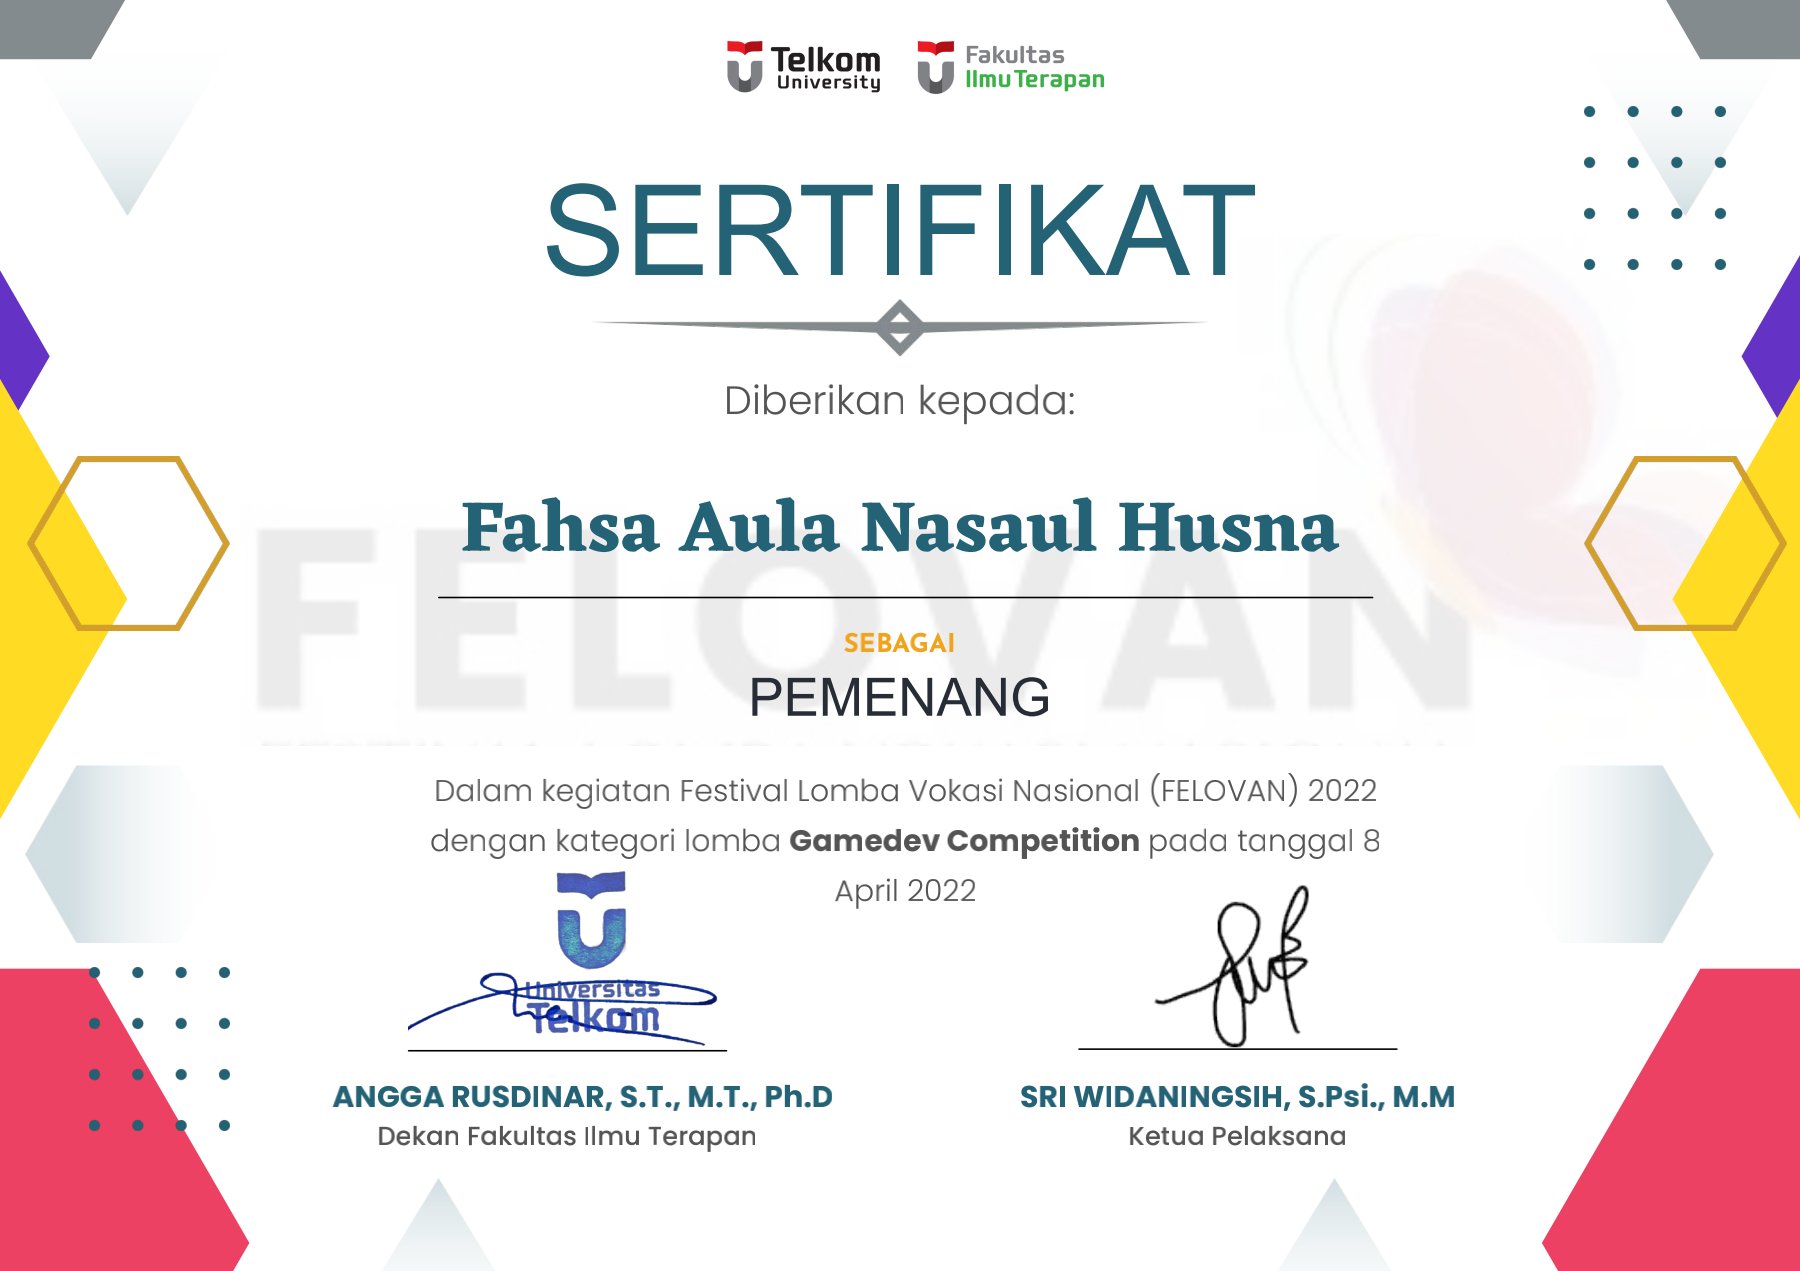 Telkom University
Fakultas Ilmu Terapan
SERTIFIKAT
Diberikan kepada:
Fahsa Aula Nasaul Husna
FELOVAN
SEBAGAI
PEMENANG
Dalam kegiatan Festival Lomba Vokasi Nasional (FELOVAN) 2022
dengan kategori lomba Gamedev Competition pada tanggal 8
April 2022
Universitas
Telkom
ANGGA RUSDINAR, S.T., M.T., Ph.D
Dekan Fakultas Ilmu Terapan
SRI WIDANINGSIH, S.Psi., M.M
Ketua Pelaksana